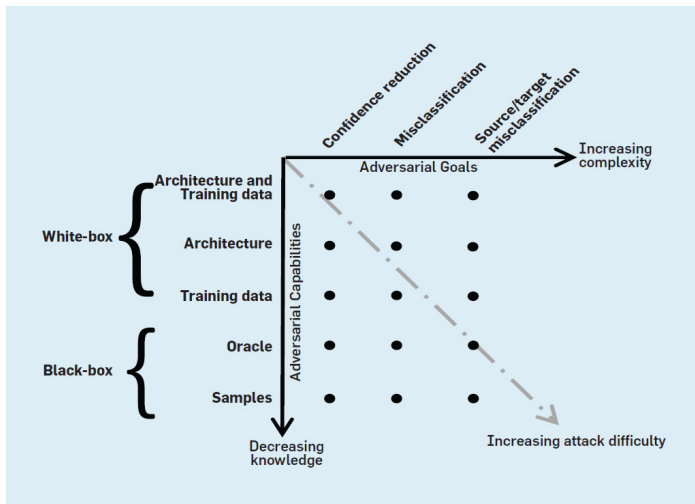 Confidence reduction
Misclassification
Source/target
misclassification
Increasing
complexity
Adversarial Goals
Architecture and
Training data
White-box
Architecture
Adversarial Capabilities
Training data
Oracle
Black-box
Samples
Decreasing
knowledge
Increasing attack difficulty